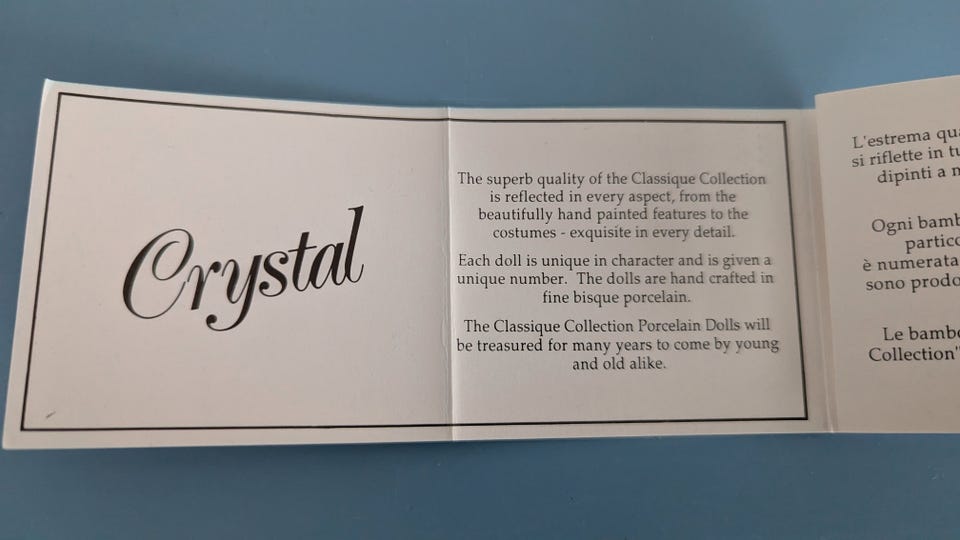 Crystal
The superb quality of the Classique Collection
is reflected in every aspect, from the
beautifully hand painted features to the
costumes - exquisite in every detail.
Each doll is unique in character and is given a
unique number. The dolls are hand crafted in
fine bisque porcelain.
The Classique Collection Porcelain Dolls will
be treasured for many years to come by young
and old alike.
L'estrema
si riflette in
dipinti a
Ogni
è numerata
sono
Le
Collection"